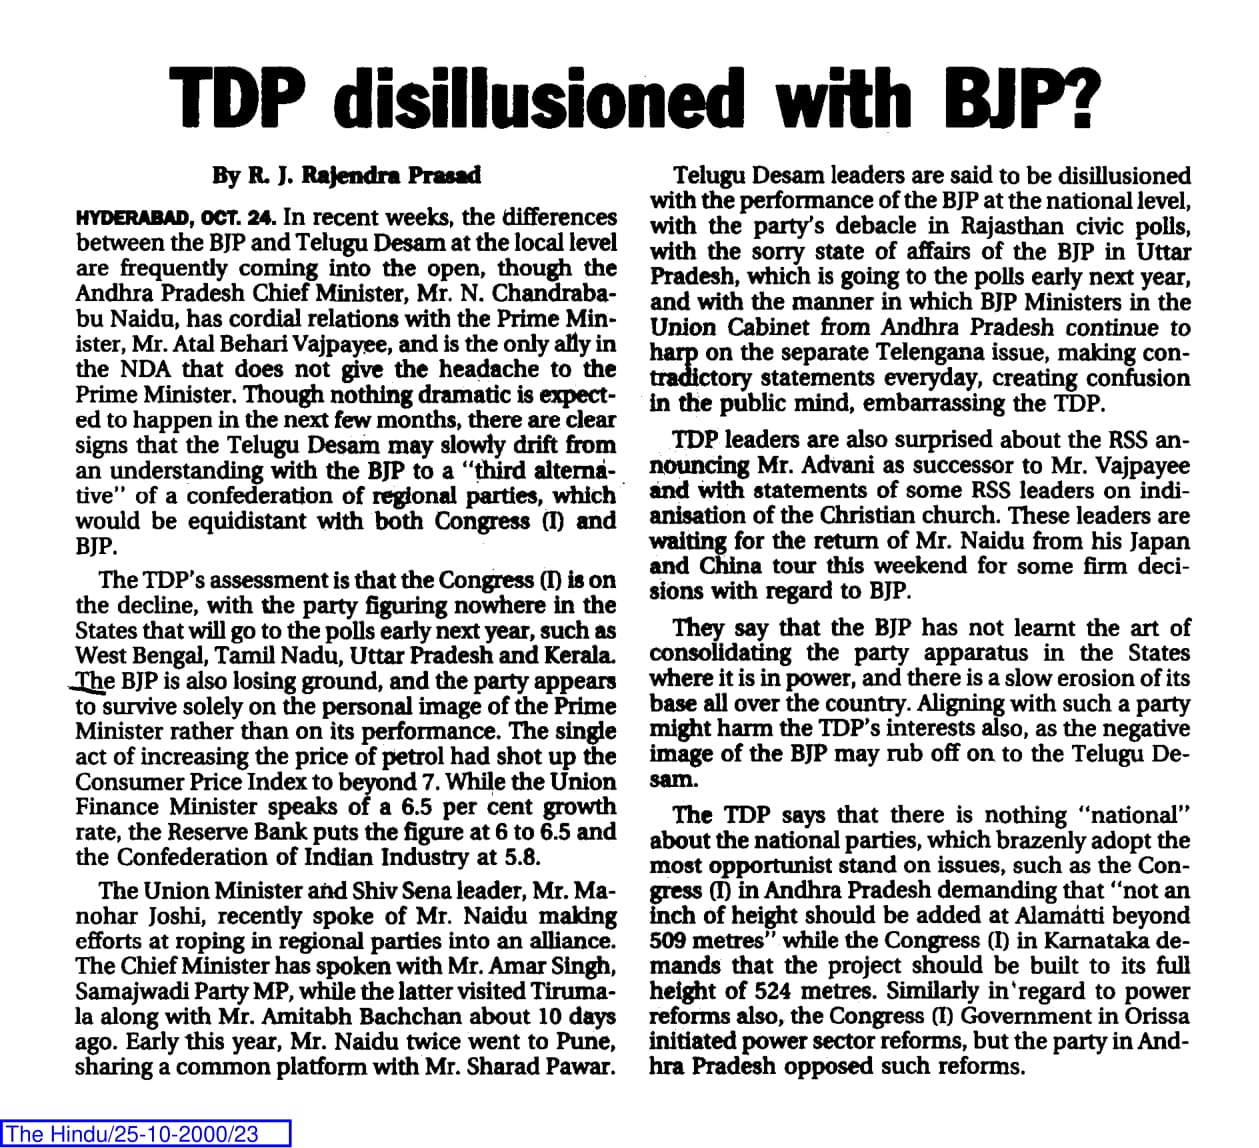 TDP disillusioned with BJP?
By R. J. Rajendra Prasad
HYDERABAD, OCT. 24. In recent weeks, the differences
between the BJP and Telugu Desam at the local level
are frequently coming into the open, though the
Andhra Pradesh Chief Minister, Mr. N. Chandraba-
bu Naidu, has cordial relations with the Prime Min-
ister, Mr. Atal Behari Vajpayee, and is the only ally in
the NDA that does not give the headache to the
Prime Minister. Though nothing dramatic is expect-
ed to happen in the next few months, there are clear
signs that the Telugu Desam may slowly drift from
an understanding with the BJP to a “third alterna-
tive” of a confederation of regional parties, which
would be equidistant with both Congress (I) and
BJP.
The TDP's assessment is that the Congress (I) is on
the decline, with the party figuring nowhere in the
States that will go to the polls early next year, such as
West Bengal, Tamil Nadu, Uttar Pradesh and Kerala.
The BJP is also losing ground, and the party appears
to survive solely on the personal image of the Prime
Minister rather than on its performance. The single
act of increasing the price of petrol had shot up the
Consumer Price Index to beyond 7. While the Union
Finance Minister speaks of a 6.5 per cent growth
rate, the Reserve Bank puts the figure at 6 to 6.5 and
the Confederation of Indian Industry at 5.8.
The Union Minister and Shiv Sena leader, Mr. Ma-
nohar Joshi, recently spoke of Mr. Naidu making
efforts at roping in regional parties into an alliance.
The Chief Minister has spoken with Mr. Amar Singh,
Samajwadi Party MP, while the latter visited Tiruma-
la along with Mr. Amitabh Bachchan about 10 days
ago. Early this year, Mr. Naidu twice went to Pune,
sharing a common platform with Mr. Sharad Pawar.
Telugu Desam leaders are said to be disillusioned
with the performance of the BJP at the national level,
with the party's debacle in Rajasthan civic polls,
with the sorry state of affairs of the BJP in Uttar
Pradesh, which is going to the polls early next year,
and with the manner in which BJP Ministers in the
Union Cabinet from Andhra Pradesh continue to
harp on the separate Telengana issue, making con-
tradictory statements everyday, creating confusion
in the public mind, embarrassing the TDP.
TDP leaders are also surprised about the RSS an-
nouncing Mr. Advani as successor to Mr. Vajpayee
and with statements of some RSS leaders on indi-
anisation of the Christian church. These leaders are
waiting for the return of Mr. Naidu from his Japan
and China tour this weekend for some firm deci-
sions with regard to BJP.
They say that the BJP has not learnt the art of
consolidating the party apparatus in the States
where it is in power, and there is a slow erosion of its
base all over the country. Aligning with such a party
might harm the TDP's interests also, as the negative
image of the BJP may rub off on to the Telugu De-
sam.
The TDP says that there is nothing “national”
about the national parties, which brazenly adopt the
most opportunist stand on issues, such as the Con-
gress (I) in Andhra Pradesh demanding that “not an
inch of height should be added at Alamatti beyond
509 metres” while the Congress (I) in Karnataka de-
mands that the project should be built to its full
height of 524 metres. Similarly in regard to power
reforms also, the Congress (I) Government in Orissa
initiated power sector reforms, but the party in And-
hra Pradesh opposed such reforms.
The Hindu/25-10-2000/23